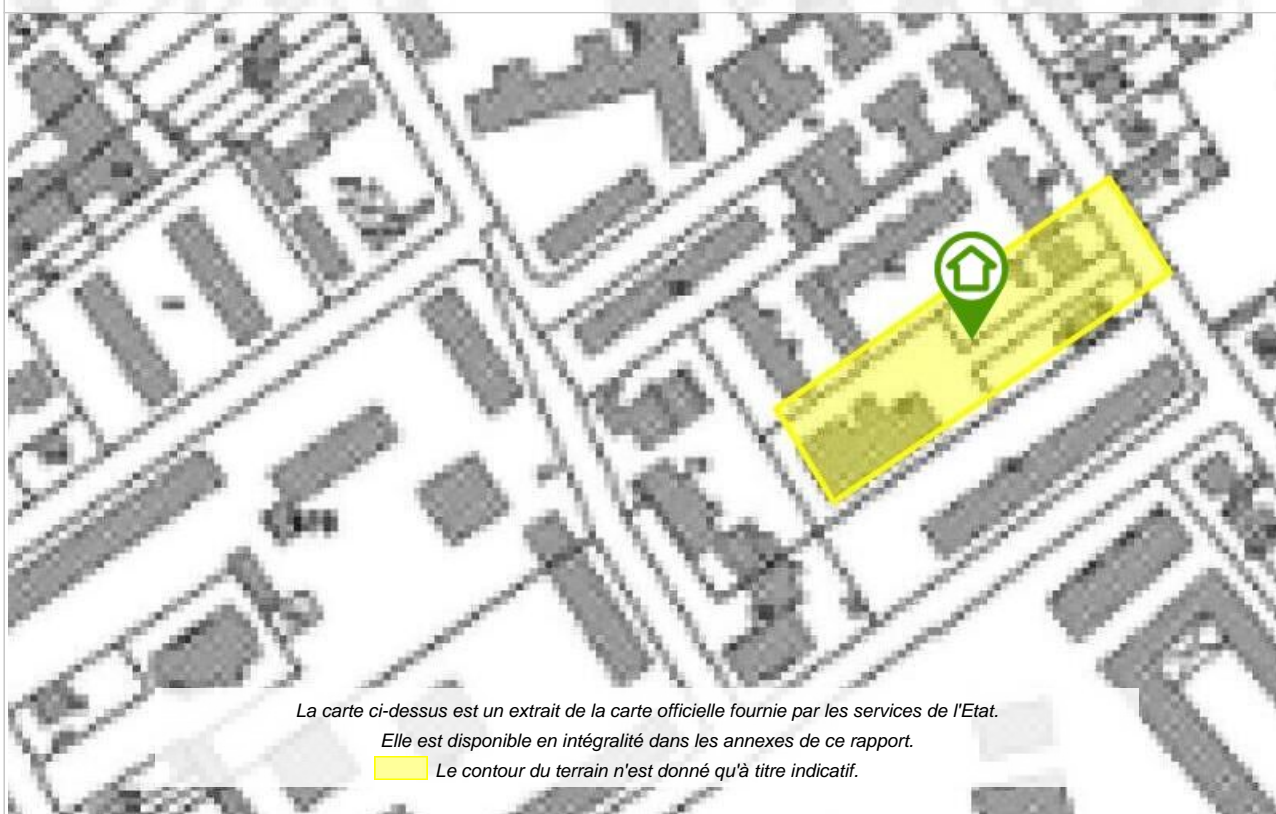 La carte ci-dessus est un extrait de la carte officielle fournie par les services de l'Etat.
Elle est disponible en intégralité dans les annexes de ce rapport.
Le contour du terrain n'est donné qu'à titre indicatif.